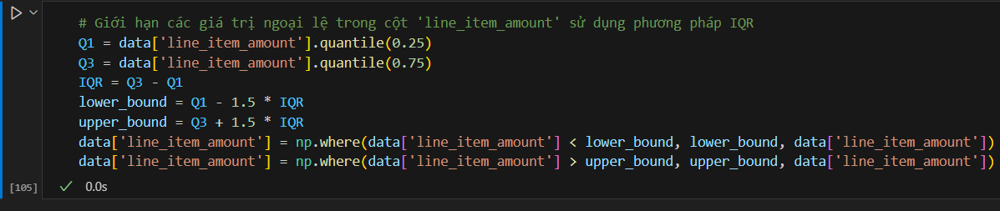 # Giới hạn các giá trị ngoại lệ trong cột 'line_item_amount' sử dụng phương pháp IQR
Q1 = data['line_item_amount'].quantile(0.25)
Q3 = data['line_item_amount'].quantile(0.75)
IQR = Q3 - Q1
lower_bound = Q1 - 1.5 * IQR
upper_bound = Q3 + 1.5 * IQR
data['line_item_amount'] = np.where(data['line_item_amount'] < lower_bound, lower_bound, data['line_item_amount'])
data['line_item_amount'] = np.where(data['line_item_amount'] > upper_bound, upper_bound, data['line_item_amount'])
[105] ✓ 0.0s